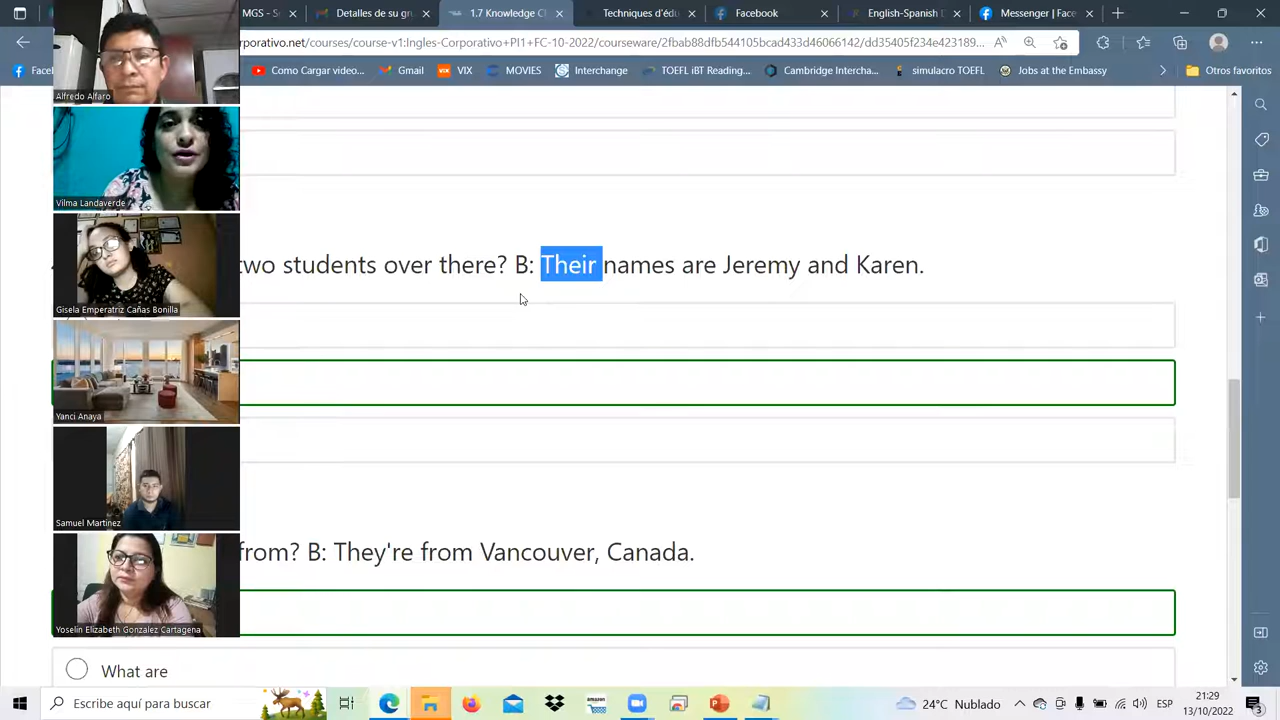 MGS - S
Detalles de su gr
1.7 Knowledge C
Techniques d'édu
Facebook
English-Spanish
Messenger | Face
orporativo.net/courses/course-v1:Ingles-Corporativo+PI1+FC-10-2022/courseware/2fbab88dfb544105bcad433d46066142/dd35405f234e423189...
Faceb
Como Cargar video...
Gmail
VIX
MOVIES
Interchange
TOEFL iBT Reading...
Cambridge Intercha...
simulacro TOEFL
Jobs at the Embassy
Otros favoritos
Alfredo Alfaro
Vilma Landaverde
two students over there? B: Their names are Jeremy and Karen.
Gisela Emperatriz Cañas Bonilla
Yanci Anaya
Samuel Martinez
from? B: They're from Vancouver, Canada.
Yoselin Elizabeth Gonzalez Cartagena
What are
Escribe aquí para buscar
24°C Nublado
ESP
21:29
13/10/2022
3